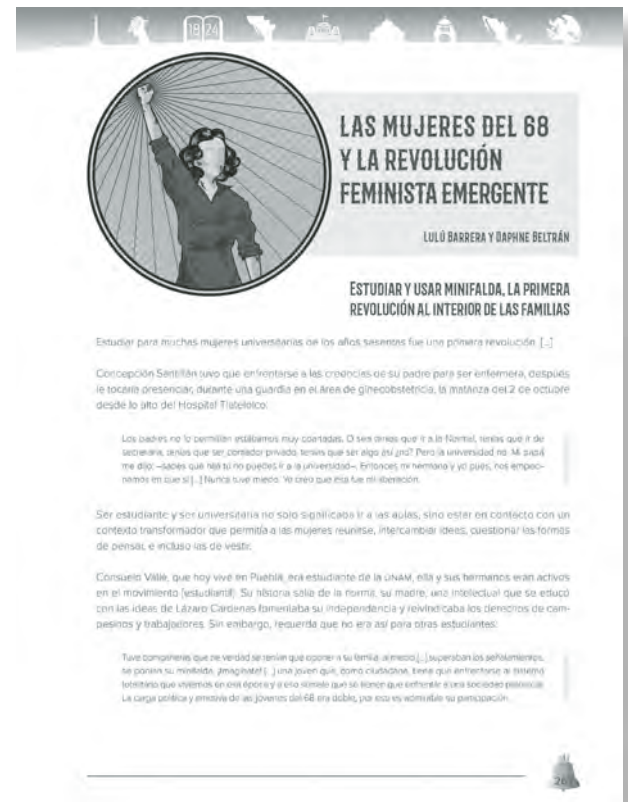 1824
LAS MUJERES DEL 68
Y LA REVOLUCIÓN
FEMINISTA EMERGENTE
LULÚ BARRERA Y DAPHNE BELTRÁN
ESTUDIAR Y USAR MINIFALDA, LA PRIMERA
REVOLUCIÓN AL INTERIOR DE LAS FAMILIAS
Estudiar para muchas mujeres universitarias de los años sesentas fue una primera revolución. [...]
Concepción Santillán tuvo que enfrentarse a las creencias de su padre para ser enfermera, después
le tocaría presenciar, durante una guardia en el área de ginecobstetricia, la matanza del 2 de octubre
desde lo alto del Hospital Tlatelolco:
Los padres no lo permitían estábamos muy coartadas. O sea tenías que ir a la Normal, tenías que ir de
secretaria, tenías que ser contador privado, tenías que ser algo así ¿no? Pero la universidad no. Mi papá
me dijo: –sabes que hija tú no puedes ir a la universidad–. Entonces mi hermana y yo pues, nos empeci-
namos en que sí [...] Nunca tuve miedo. Yo creo que esa fue mi liberación.
Ser estudiante y ser universitaria no solo significaba ir a las aulas, sino estar en contacto con un
contexto transformador que permitía a las mujeres reunirse, intercambiar ideas, cuestionar las formas
de pensar, e incluso las de vestir.
Consuelo Valle, que hoy vive en Puebla, era estudiante de la UNAM, ella y sus hermanos eran activos
en el movimiento [estudiantil]. Su historia salía de la norma, su madre, una intelectual que se educó
con las ideas de Lázaro Cárdenas fomentaba su independencia y reivindicaba los derechos de cam-
pesinos y trabajadores. Sin embargo, recuerda que no era así para otras estudiantes:
Tuve compañeras que de verdad se tenían que oponer a su familia, al medio [...] superaban los señalamientos,
se ponían su minifalda. ¡Imagínate! [...] una joven que, como ciudadana, tiene que enfrentarse al sistema
totalitario que vivíamos en esa época y a eso súmale que se tienen que enfrentar a una sociedad patriarcal.
La carga política y emotiva de las jóvenes del 68 era doble, por eso es admirable su participación.